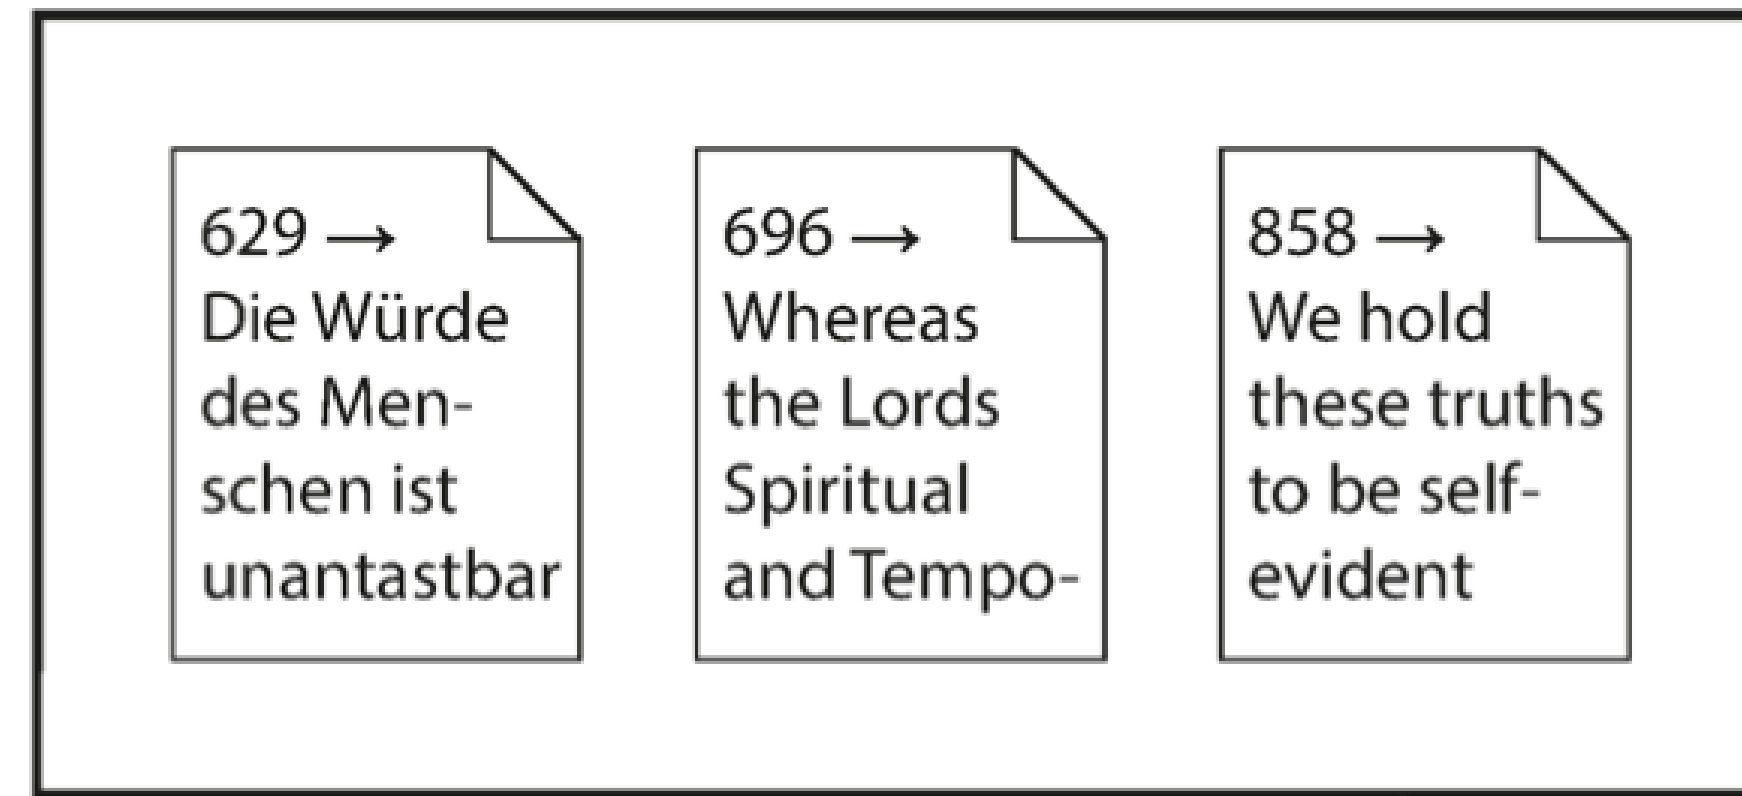 629 →
Die Würde
des Men-
schen ist
unantastbar
696 →
Whereas
the Lords
Spiritual
and Tempo-
858 →
We hold
these truths
to be self-
evident